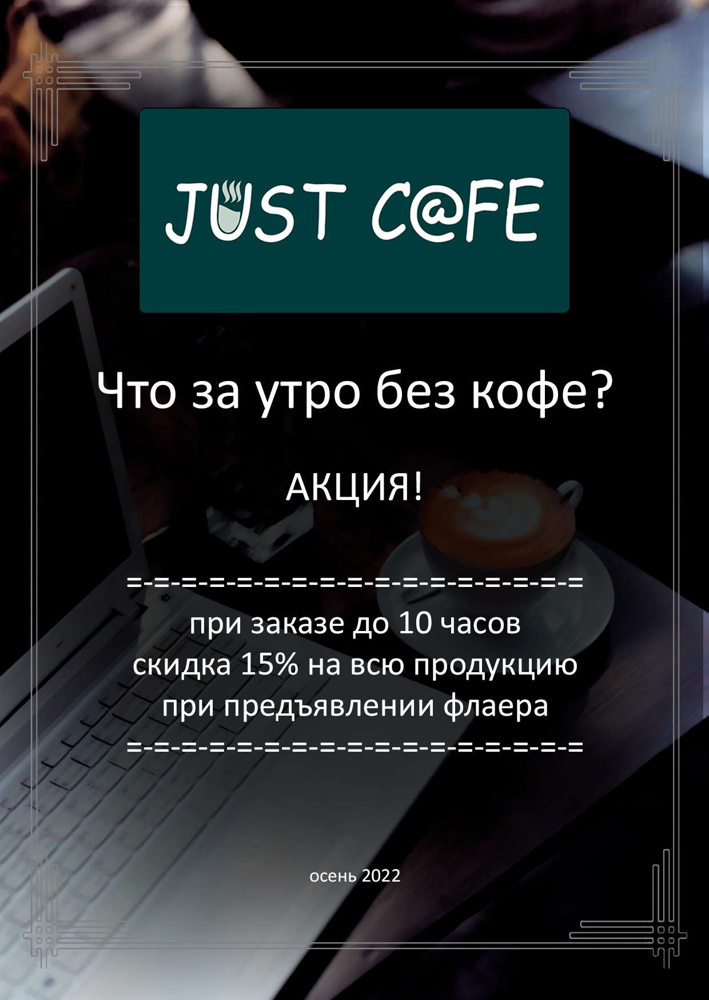 JUST C@FE
Что за утро без кофе?
АКЦИЯ!
=-=-=-=-=-=-=-=-=-=-=-=-=-=-=-=-=
при заказе до 10 часов
скидка 15% на всю продукцию
при предъявлении флаера
=-=-=-=-=-=-=-=-=-=-=-=-=-=-=-=-=
осень 2022